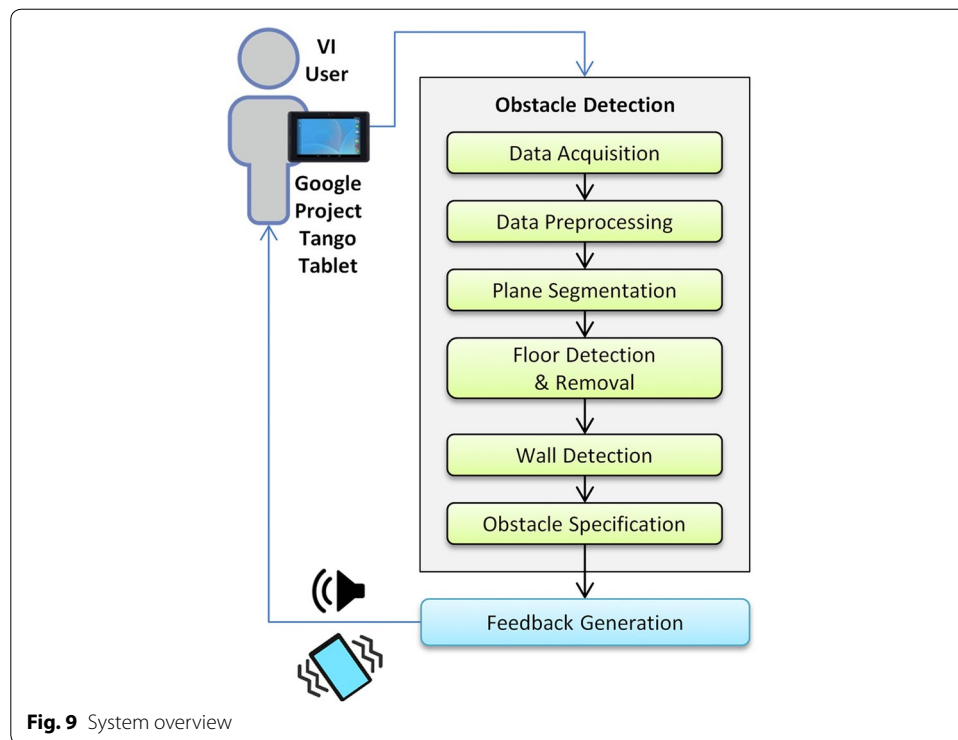 VI
User
Google
Project
Tango
Tablet
Obstacle Detection
Data Acquisition
Data Preprocessing
Plane Segmentation
Floor Detection
& Removal
Wall Detection
Obstacle Specification
Feedback Generation
Fig. 9 System overview